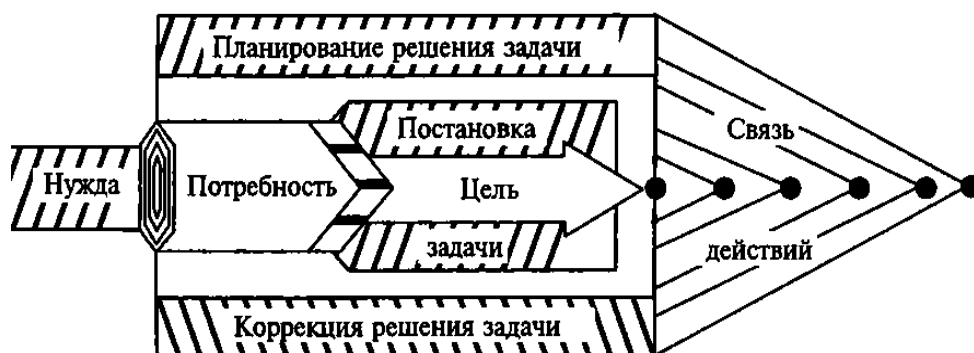 Планирование решения задачи
Постановка
Связь
Нужда
Потребность
Цель
задачи
действий
Коррекция решения задачи